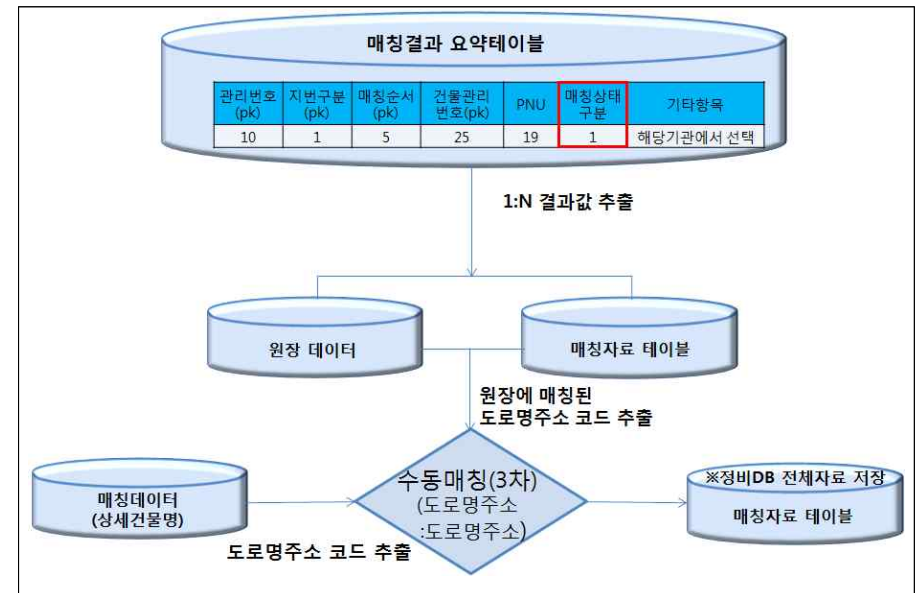 매칭결과 요약테이블
관리번호 지번구분 매칭순서 건물관리 PNU 매칭상태 기타항목
(pk) (pk) (pk) 번호(pk) 구분
10 1 5 25 19 1 해당기관에서 선택
1:N 결과값 추출
원장 데이터
매칭자료 테이블
원장에 매칭된
도로명주소 코드 추출
매칭데이터
(상세건물명)
도로명주소 코드 추출
수동매칭(3차)
(도로명주소
:도로명주소)
※정비DB 전체자료 저장
매칭자료 테이블